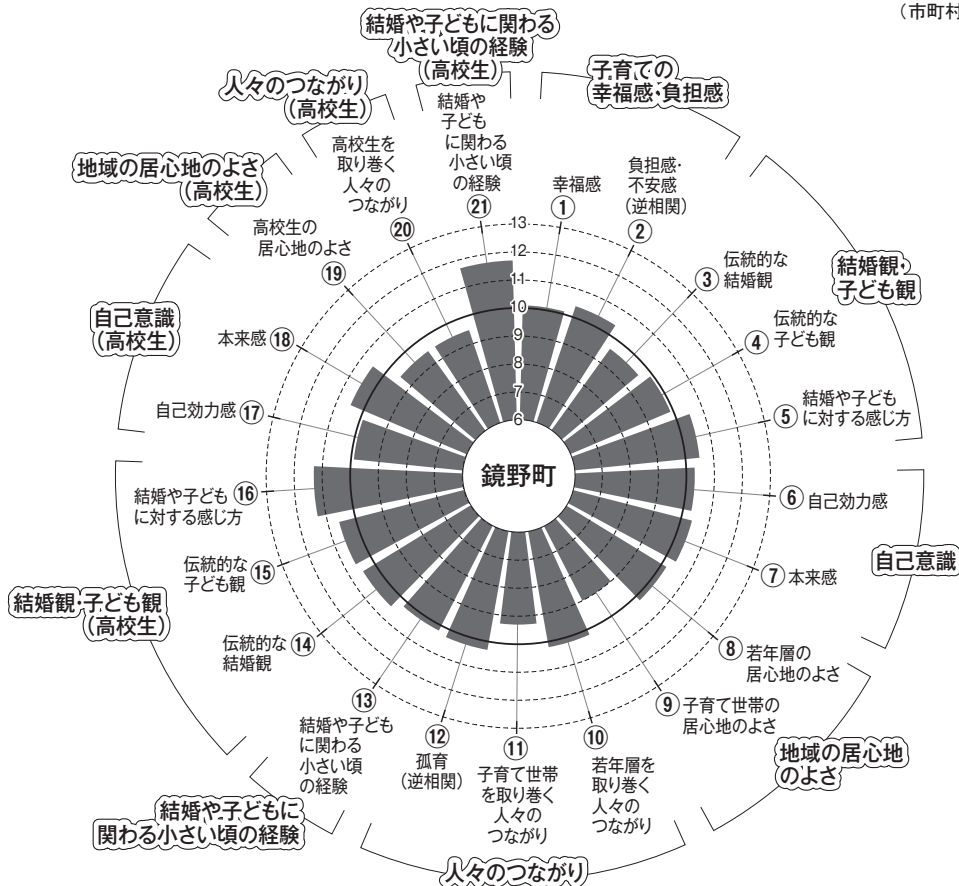 (市町村
結婚や子どもに関わる
小さい頃の経験
(高校生)
子育ての
幸福感・負担感
人々のつながり
(高校生)
結婚や
子ども
に関わる
小さい頃
の経験
㉑
高校生を
取り巻く
人々の
つながり
⑳
幸福感
①
負担感・
不安感
(逆相関)
②
地域の居心地のよさ
(高校生)
高校生の
居心地のよさ
⑲
③ 伝統的な
結婚観
結婚観・
子ども観
自己意識
(高校生)
本来感 ⑱
④ 伝統的な
子ども観
自己効力感 ⑰
⑤ 結婚や子ども
に対する感じ方
13
12
11
10
9
8
7
6
鏡野町
結婚や子ども ⑯
に対する感じ方
⑥ 自己効力感
伝統的な ⑮
子ども観
⑦ 本来感
自己意識
結婚観・子ども観
(高校生)
伝統的な ⑭
結婚観
⑧ 若年層の
居心地のよさ
⑬
結婚や子ども
に関わる
小さい頃
の経験
⑨ 子育て世帯の
居心地のよさ
⑫
孤育
(逆相関)
⑪
子育て世帯
を取り巻く
人々の
つながり
⑩
若年層を
取り巻く
人々の
つながり
地域の居心地
のよさ
結婚や子どもに
関わる小さい頃の経験
人々のつながり